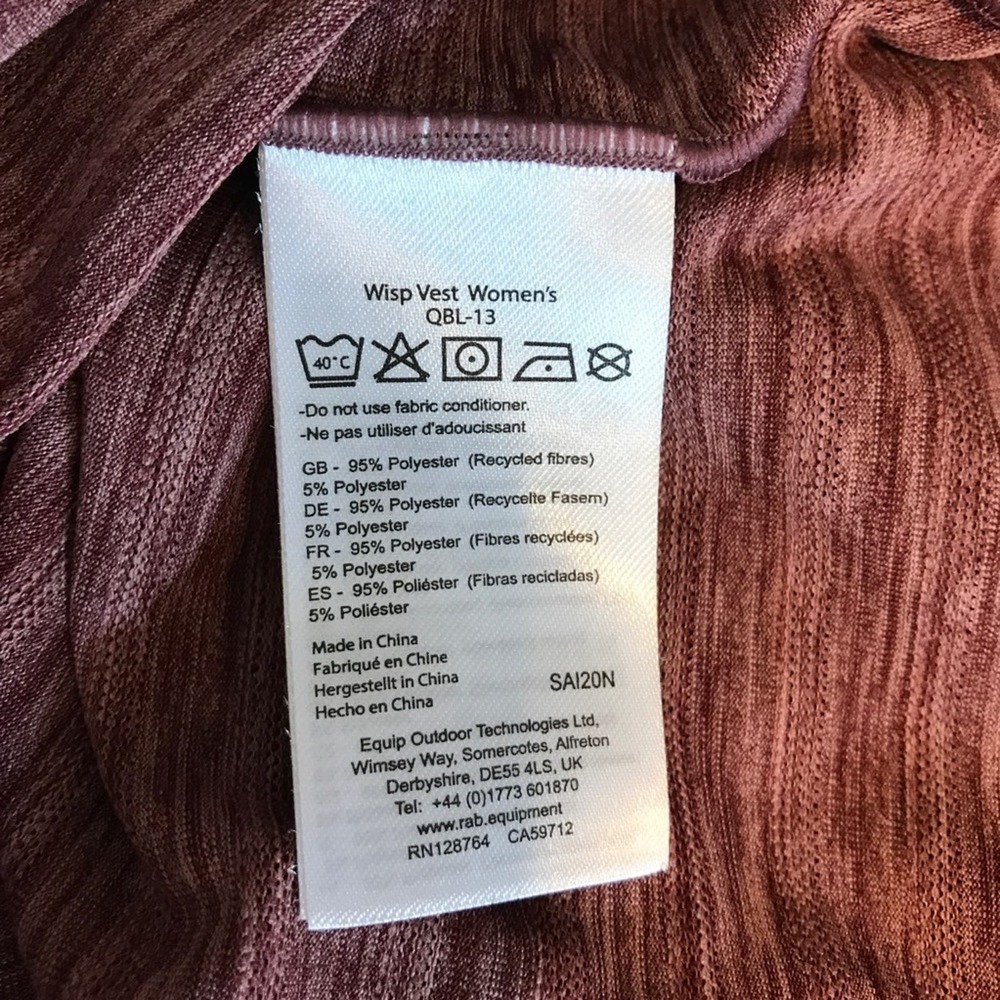 Wisp Vest Women's
QBL-13
40°C
-Do not use fabric conditioner.
-Ne pas utiliser d'adoucissant
GB - 95% Polyester (Recycled fibres)
5% Polyester
DE - 95% Polyester (Recycelte Fasern)
5% Polyester
FR - 95% Polyester (Fibres recyclées)
5% Polyester
ES - 95% Poliéster (Fibras recicladas)
5% Poliéster
Made in China
Fabriqué en Chine
Hergestellt in China SAI20N
Hecho en China
Equip Outdoor Technologies Ltd,
Wimsey Way, Somercotes, Alfreton
Derbyshire, DE55 4LS, UK
Tel: +44 (0)1773 601870
www.rab.equipment
RN128764 CA59712